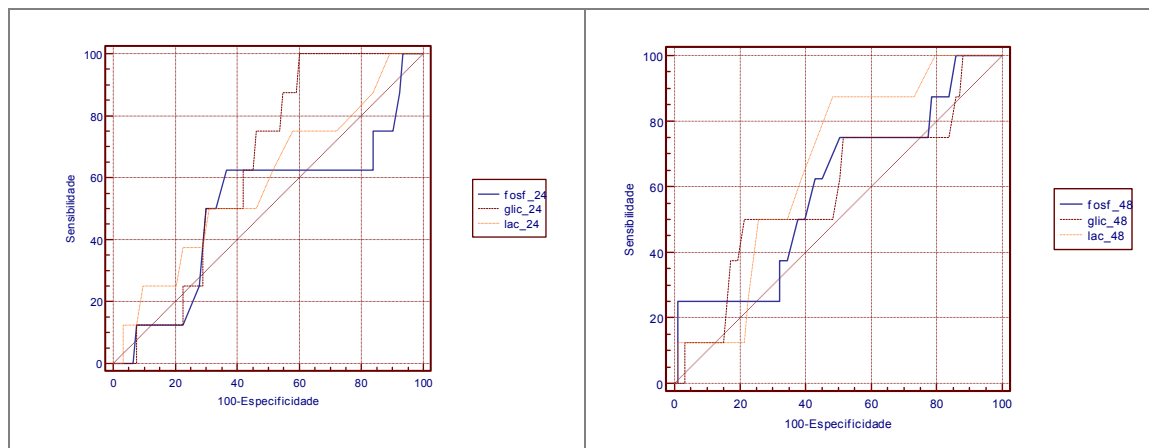 100
80
60
40
20
0
Sensibilidade
0 20 40 60 80 100
100-Especificidade
fosf_24
glic_24
lac_24
100
80
60
40
20
0
Sensibilidade
0 20 40 60 80 100
100-Especificidade
fosf_48
glic_48
lac_48